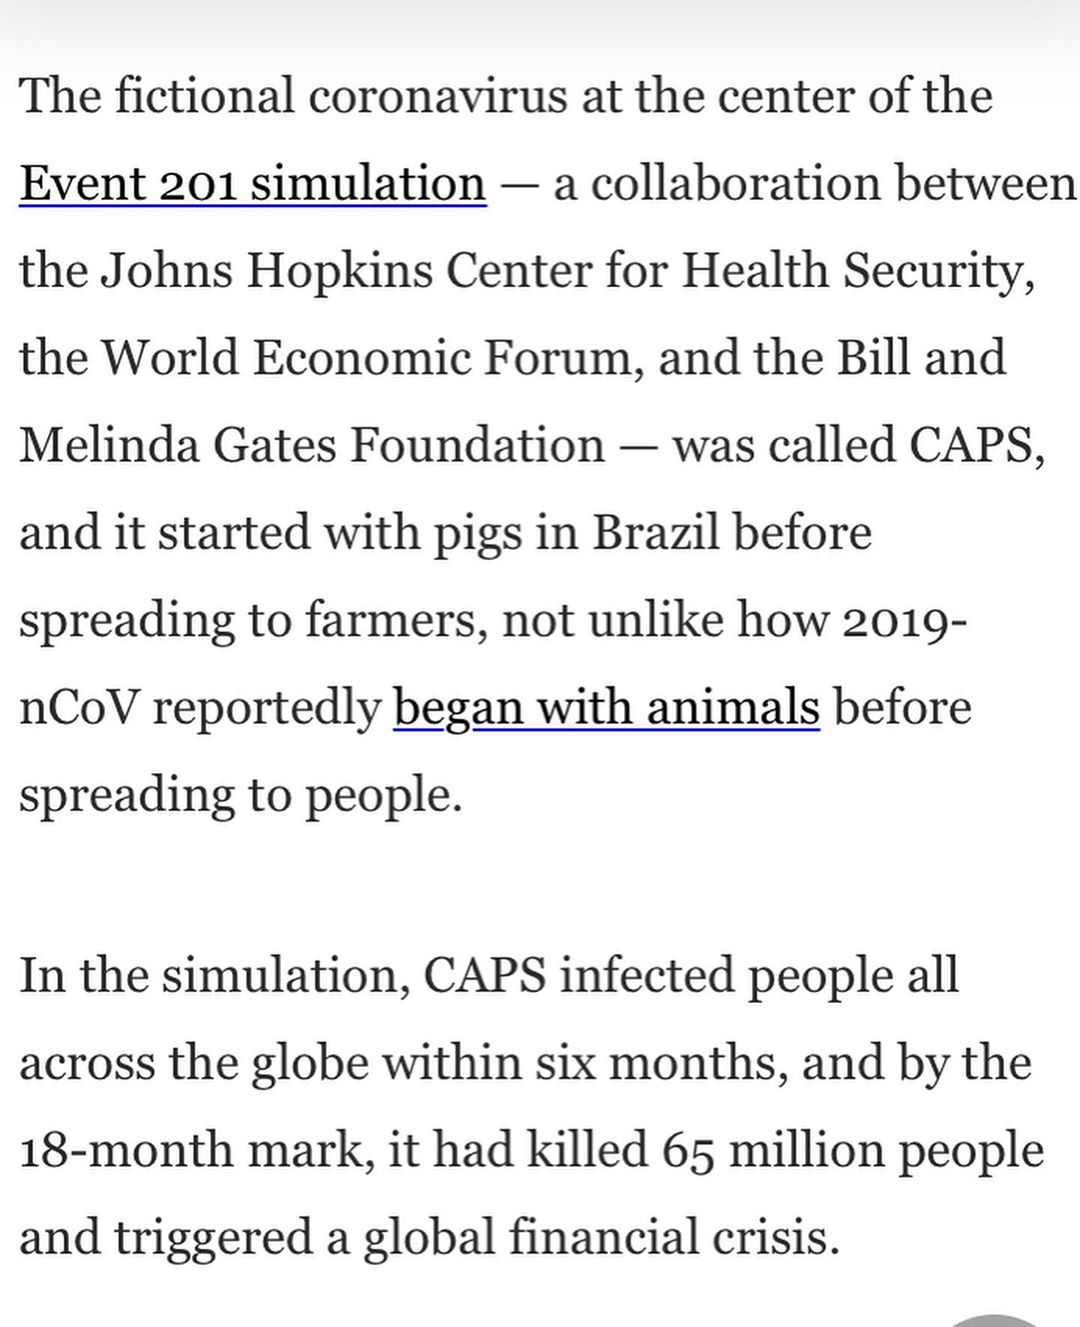 The fictional coronavirus at the center of the
Event 201 simulation — a collaboration between
the Johns Hopkins Center for Health Security,
the World Economic Forum, and the Bill and
Melinda Gates Foundation — was called CAPS,
and it started with pigs in Brazil before
spreading to farmers, not unlike how 2019-
nCoV reportedly began with animals before
spreading to people.
In the simulation, CAPS infected people all
across the globe within six months, and by the
18-month mark, it had killed 65 million people
and triggered a global financial crisis.